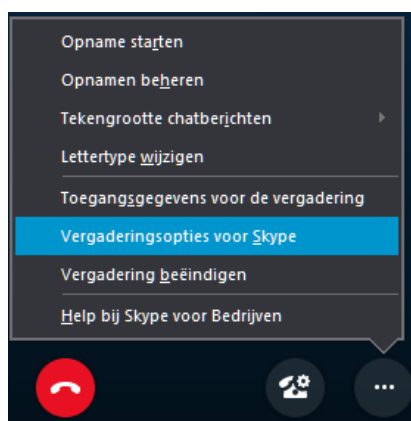 Opname starten
Opnamen beheren
Tekengrootte chatberichten
Lettertype wijzigen
Toegangsgegevens voor de vergadering
Vergaderingsopties voor Skype
Vergadering beëindigen
Help bij Skype voor Bedrijven